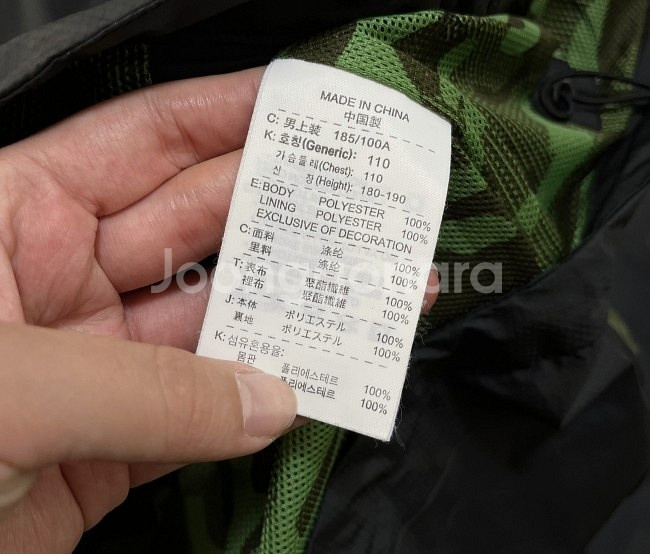 MADE IN CHINA
中国製
C: 男上装 185/100A
K: 호칭(Generic): 110
가슴둘레(Chest): 110
신 장(Height): 180-190
E: BODY POLYESTER 100%
LINING POLYESTER 100%
EXCLUSIVE OF DECORATION
C: 面料 涤纶 100%
里料 涤纶 100%
T: 表布 聚酯纖維 100%
裡布 聚酯纖維 100%
J: 本体 ポリエステル 100%
裏地 ポリエステル 100%
K: 섬유혼용율:
몸판 폴리에스테르 100%
폴리에스테르 100%